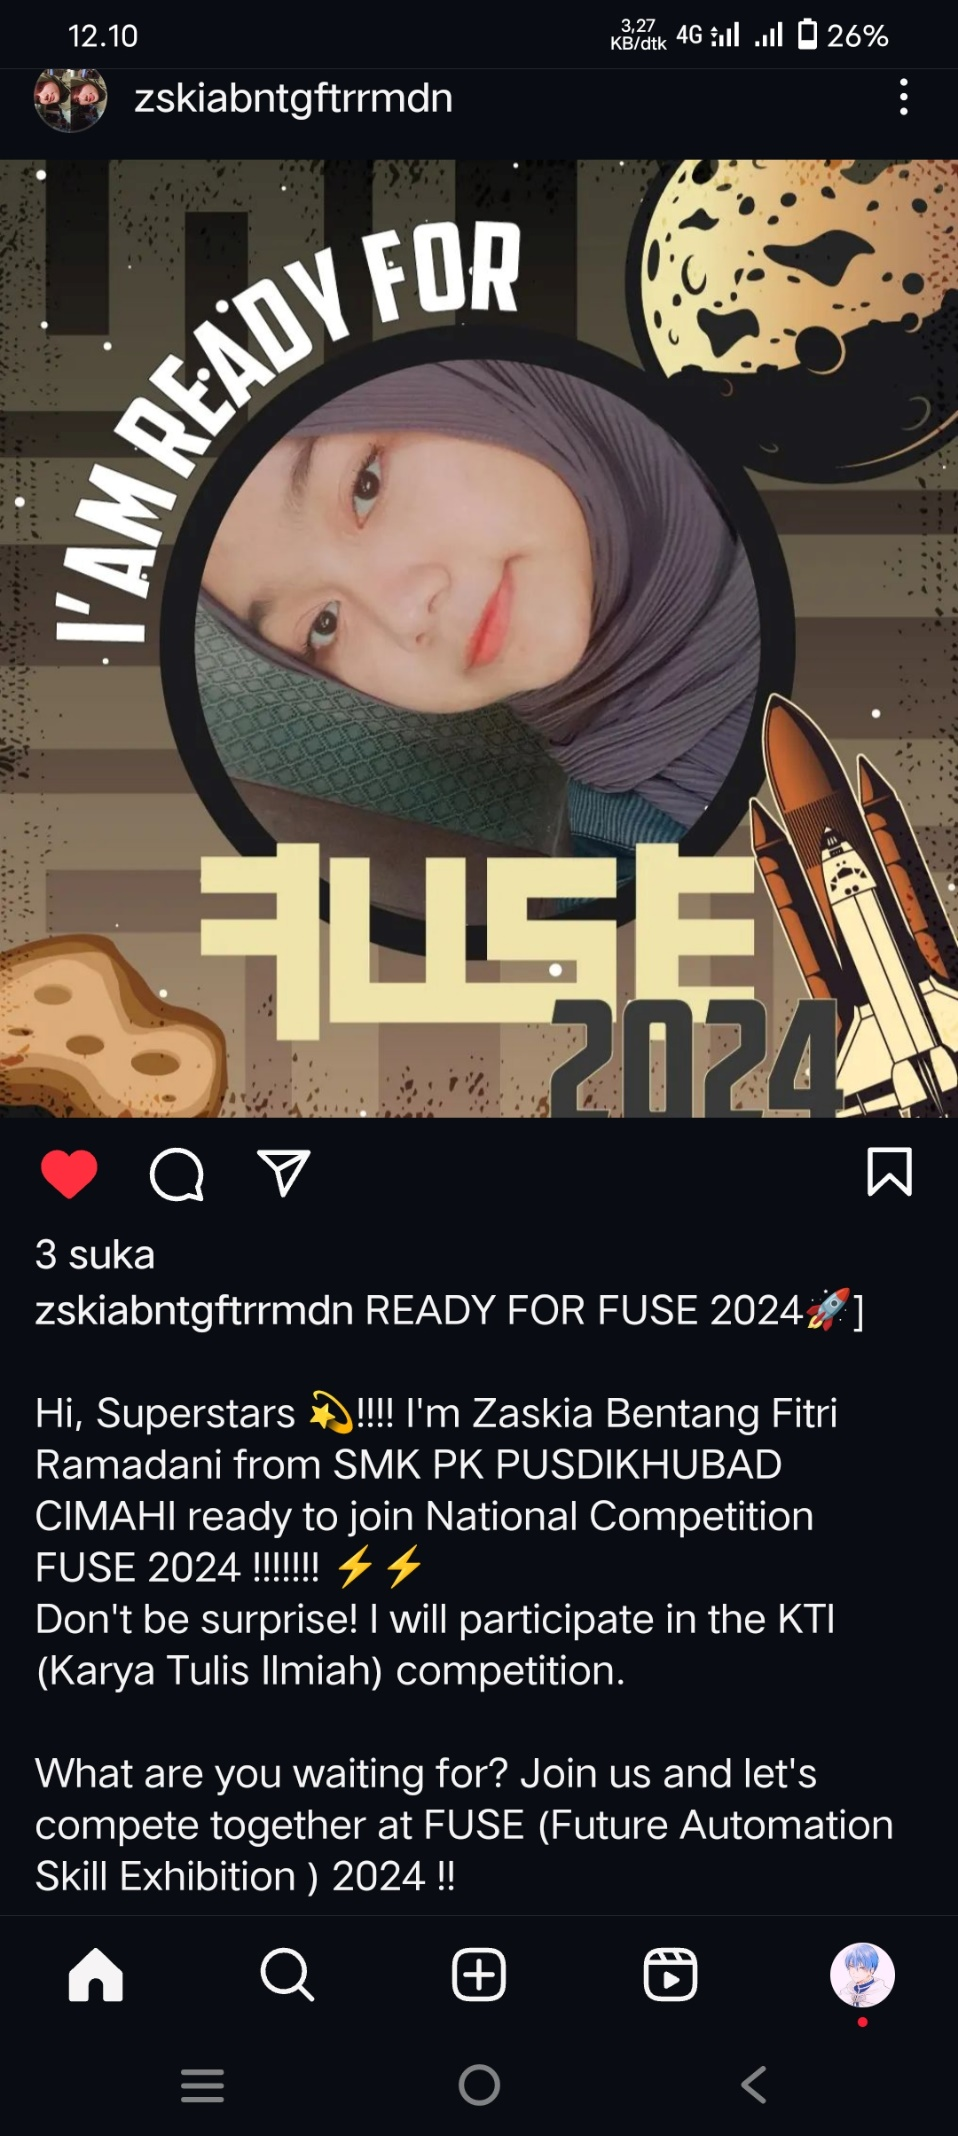 12.10
3,27
KB/dtk
4G
26%
zskiabntgftrrmdn
I'AM READY FOR
FUSE
2024
3 suka
zskiabntgftrrmdn READY FOR FUSE 2024🚀]
Hi, Superstars 💫!!!! I'm Zaskia Bentang Fitri
Ramadani from SMK PK PUSDIKHUBAD
CIMAHI ready to join National Competition
FUSE 2024 !!!!!!! ⚡⚡
Don't be surprise! I will participate in the KTI
(Karya Tulis Ilmiah) competition.
What are you waiting for? Join us and let's
compete together at FUSE (Future Automation
Skill Exhibition ) 2024 !!